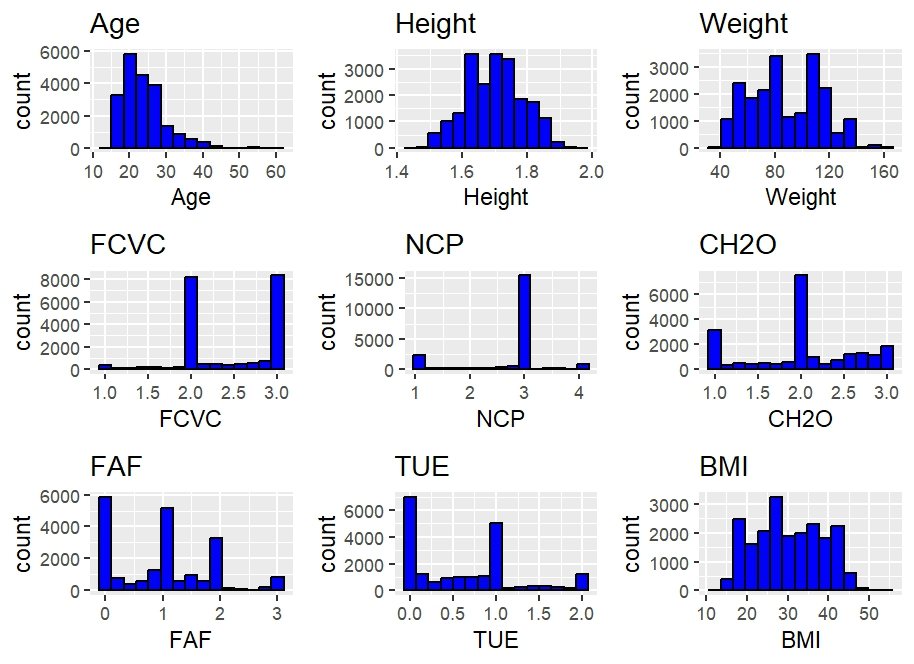 Age
Height
Weight
6000
4000
2000
0
count
10 20 30 40 50 60
Age
3000
2000
1000
0
count
1.4 1.6 1.8 2.0
Height
3000
2000
1000
0
count
40 80 120 160
Weight
FCVC
NCP
CH2O
8000
6000
4000
2000
0
count
1.0 1.5 2.0 2.5 3.0
FCVC
15000
10000
5000
0
count
1 2 3 4
NCP
6000
4000
2000
0
count
1.0 1.5 2.0 2.5 3.0
CH2O
FAF
TUE
BMI
6000
4000
2000
0
count
0 1 2 3
FAF
6000
4000
2000
0
count
0.0 0.5 1.0 1.5 2.0
TUE
3000
2000
1000
0
count
10 20 30 40 50
BMI